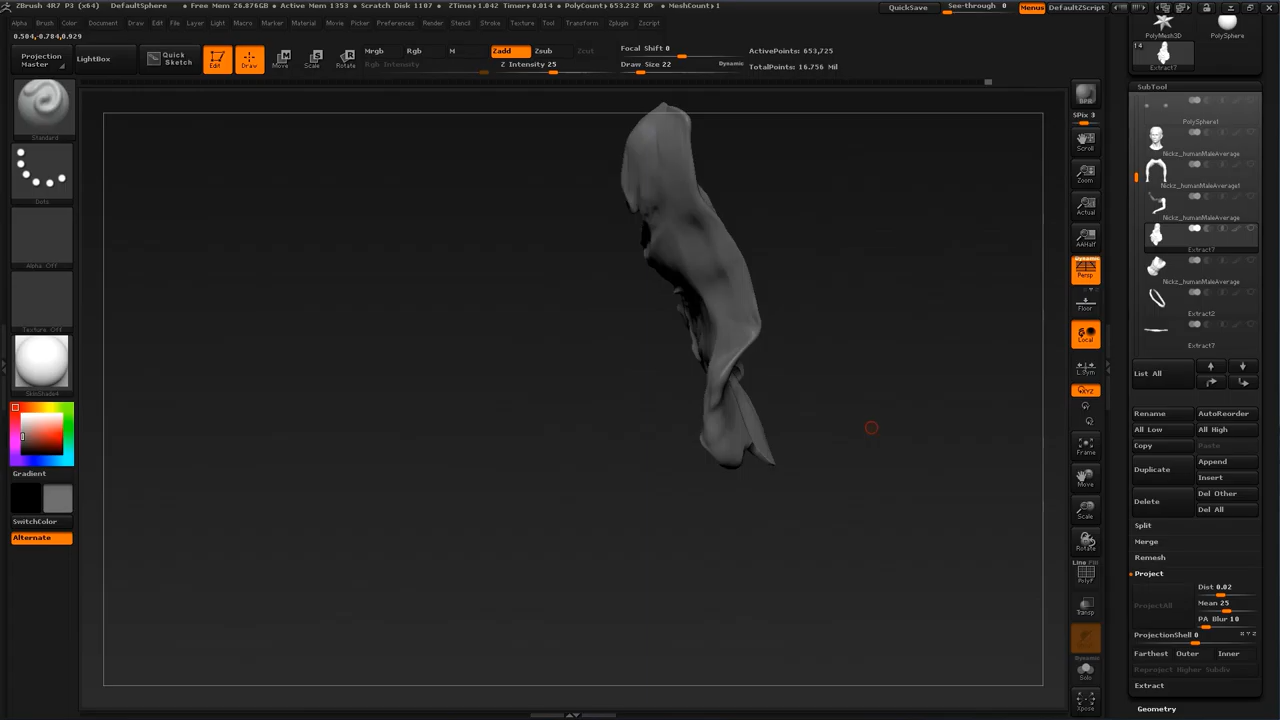 ZBrush 4R7 P3 (x64) DefaultSphere • Free Mem 26.876GB • Active Mem 1353 • Scratch Disk 1107 • ZTime▸1.042 Timer▸0.014 • PolyCount▸653.232 KP • MeshCount▸1 QuickSave See-through 0 Menus DefaultZScript
Alpha Brush Color Document Draw Edit File Layer Light Macro Marker Material Movie Picker Preferences Render Stencil Stroke Texture Tool Transform Zplugin Zscript
0.504,-0.784,0.929
PolyMesh3D PolySphere
Projection Master
LightBox
Quick Sketch
Edit Draw Move Scale Rotate
Mrgb Rgb M Zadd Zsub Zcut
Rgb Intensity Z Intensity 25
Focal Shift 0
Draw Size 22 Dynamic
ActivePoints: 653,725
TotalPoints: 16.756 Mil
14
Extract7
Standard
Dots
Alpha Off
Texture Off
SkinShade4
Gradient
SwitchColor
Alternate
BPR
SPix 3
Scroll
Zoom
Actual
AAHalf
Dynamic
Persp
Floor
Local
L.Sym
XYZ
Frame
Move
Scale
Rotate
Line Fill
PolyF
Transp
Dynamic
Solo
Xpose
SubTool
PolySphere1
Nickz_humanMaleAverage
Nickz_humanMaleAverage1
Nickz_humanMaleAverage
Extract7
Nickz_humanMaleAverage
Extract2
Extract7
List All
Rename AutoReorder
All Low All High
Copy Paste
Duplicate Append
Insert
Delete Del Other
Del All
Split
Merge
Remesh
Project
ProjectAll Dist 0.02
Mean 25
PA Blur 10
ProjectionShell 0 X Y Z
Farthest Outer Inner
Reproject Higher Subdiv
Extract
Geometry